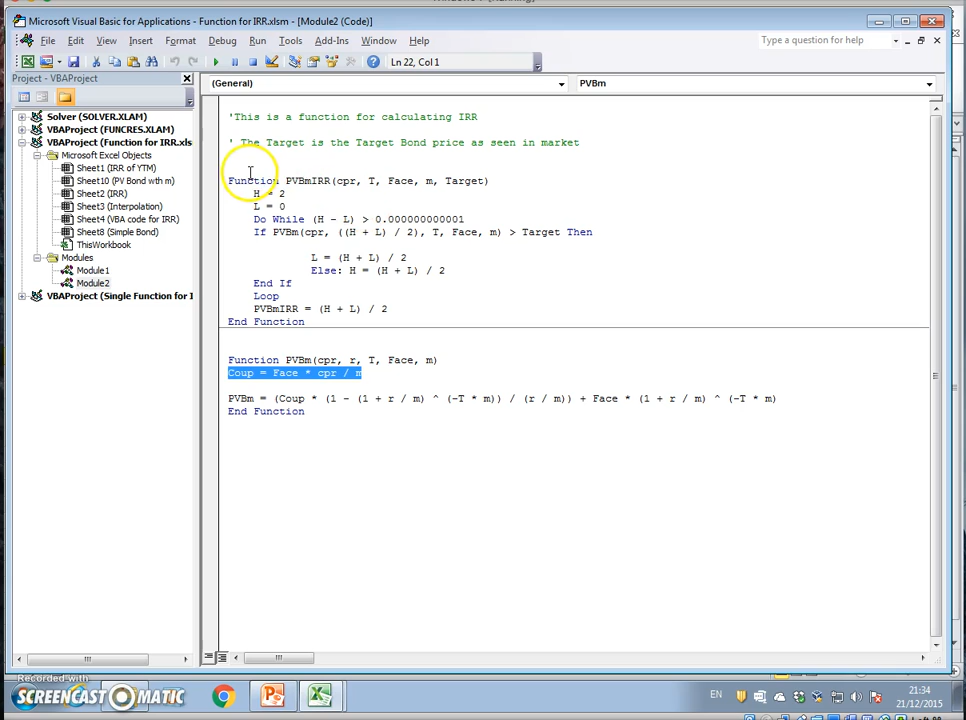 Microsoft Visual Basic for Applications - Function for IRR.xlsm - [Module2 (Code)]
File Edit View Insert Format Debug Run Tools Add-Ins Window Help
Type a question for help
Ln 22, Col 1
Project - VBAProject
(General)
PVBm
Solver (SOLVER.XLAM)
VBAProject (FUNCRES.XLAM)
VBAProject (Function for IRR.xls
Microsoft Excel Objects
Sheet1 (IRR of YTM)
Sheet10 (PV Bond wth m)
Sheet2 (IRR)
Sheet3 (Interpolation)
Sheet4 (VBA code for IRR)
Sheet8 (Simple Bond)
ThisWorkbook
Modules
Module1
Module2
VBAProject (Single Function for I
'This is a function for calculating IRR
' The Target is the Target Bond price as seen in market
Function PVBmIRR(cpr, T, Face, m, Target)
H = 2
L = 0
Do While (H - L) > 0.000000000001
If PVBm(cpr, ((H + L) / 2), T, Face, m) > Target Then
L = (H + L) / 2
Else: H = (H + L) / 2
End If
Loop
PVBmIRR = (H + L) / 2
End Function
Function PVBm(cpr, r, T, Face, m)
Coup = Face * cpr / m
PVBm = (Coup * (1 - (1 + r / m) ^ (-T * m)) / (r / m)) + Face * (1 + r / m) ^ (-T * m)
End Function
Recorded with
SCREENCAST MATIC
EN
21:34
21/12/2015